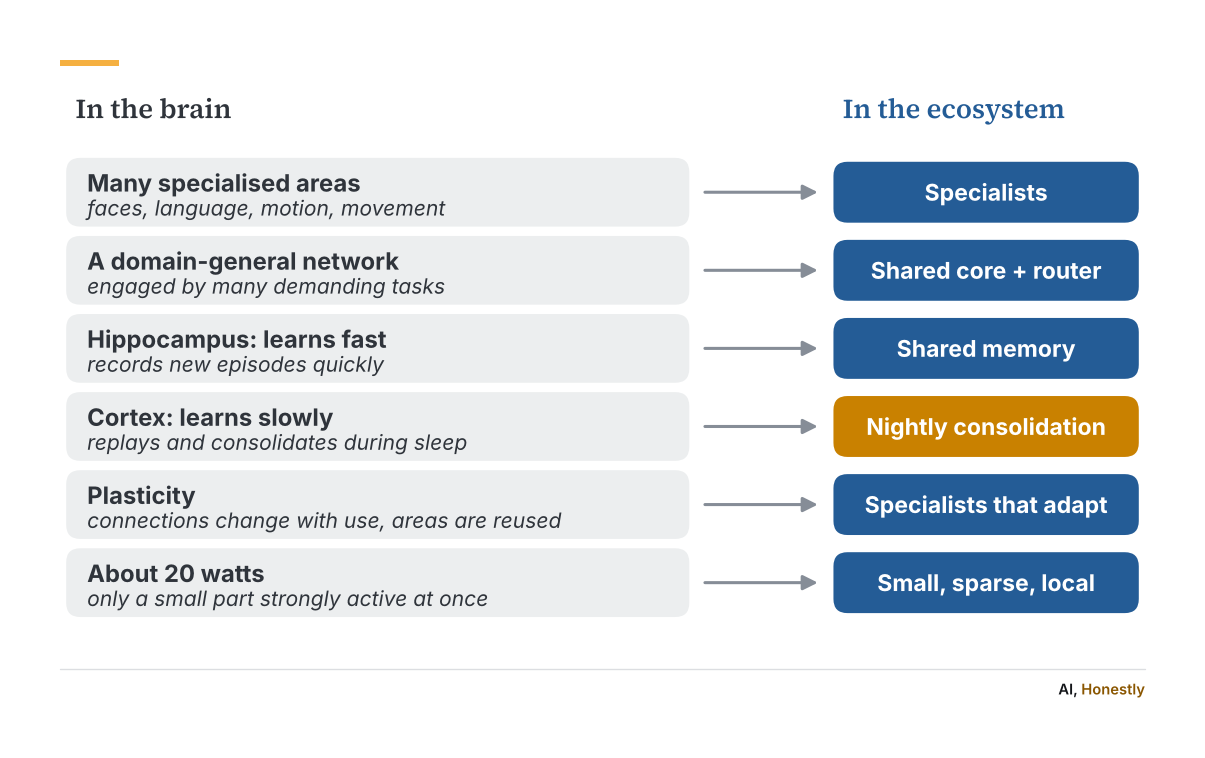 In the brain
In the ecosystem
Many specialised areas
faces, language, motion, movement
Specialists
A domain-general network
engaged by many demanding tasks
Shared core + router
Hippocampus: learns fast
records new episodes quickly
Shared memory
Cortex: learns slowly
replays and consolidates during sleep
Nightly consolidation
Plasticity
connections change with use, areas are reused
Specialists that adapt
About 20 watts
only a small part strongly active at once
Small, sparse, local
AI, Honestly